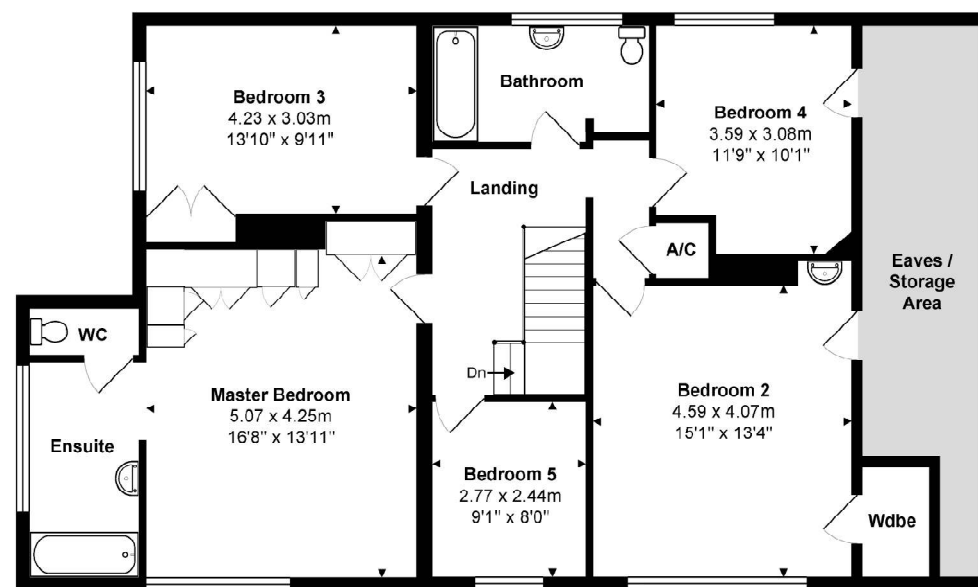 Bathroom
Bedroom 3
4.23 x 3.03m
13'10" x 9'11"
Bedroom 4
3.59 x 3.08m
11'9" x 10'1"
Landing
A/C
Eaves /
Storage
Area
WC
Dn
Master Bedroom
5.07 x 4.25m
16'8" x 13'11"
Bedroom 2
4.59 x 4.07m
15'1" x 13'4"
Ensuite
Bedroom 5
2.77 x 2.44m
9'1" x 8'0"
Wdbe